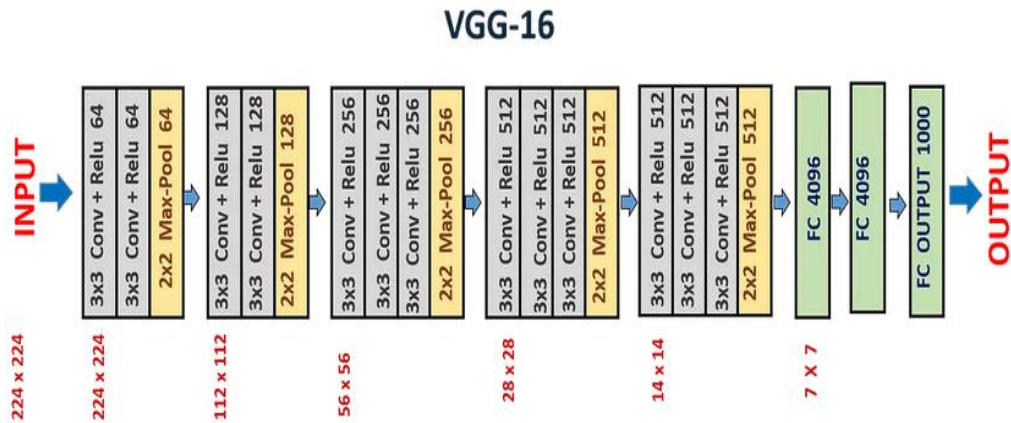 VGG-16
INPUT
3x3 Conv + Relu 64
3x3 Conv + Relu 64
2x2 Max-Pool 64
3x3 Conv + Relu 128
3x3 Conv + Relu 128
2x2 Max-Pool 128
3x3 Conv + Relu 256
3x3 Conv + Relu 256
3x3 Conv + Relu 256
2x2 Max-Pool 256
3x3 Conv + Relu 512
3x3 Conv + Relu 512
3x3 Conv + Relu 512
2x2 Max-Pool 512
3x3 Conv + Relu 512
3x3 Conv + Relu 512
3x3 Conv + Relu 512
2x2 Max-Pool 512
FC 4096
FC 4096
FC OUTPUT 1000
OUTPUT
224 x 224
224 x 224
112 x 112
56 x 56
28 x 28
14 x 14
7 X 7